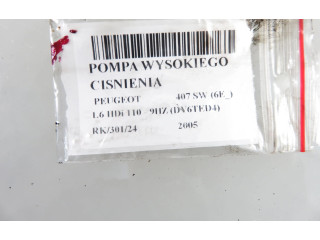 POMPA WYSOKIEGO
CISNIENIA
PEUGEOT 407 SW (6E_)
1.6 HDi 110 9HZ (DV6TED4)
RK/301/24 2005